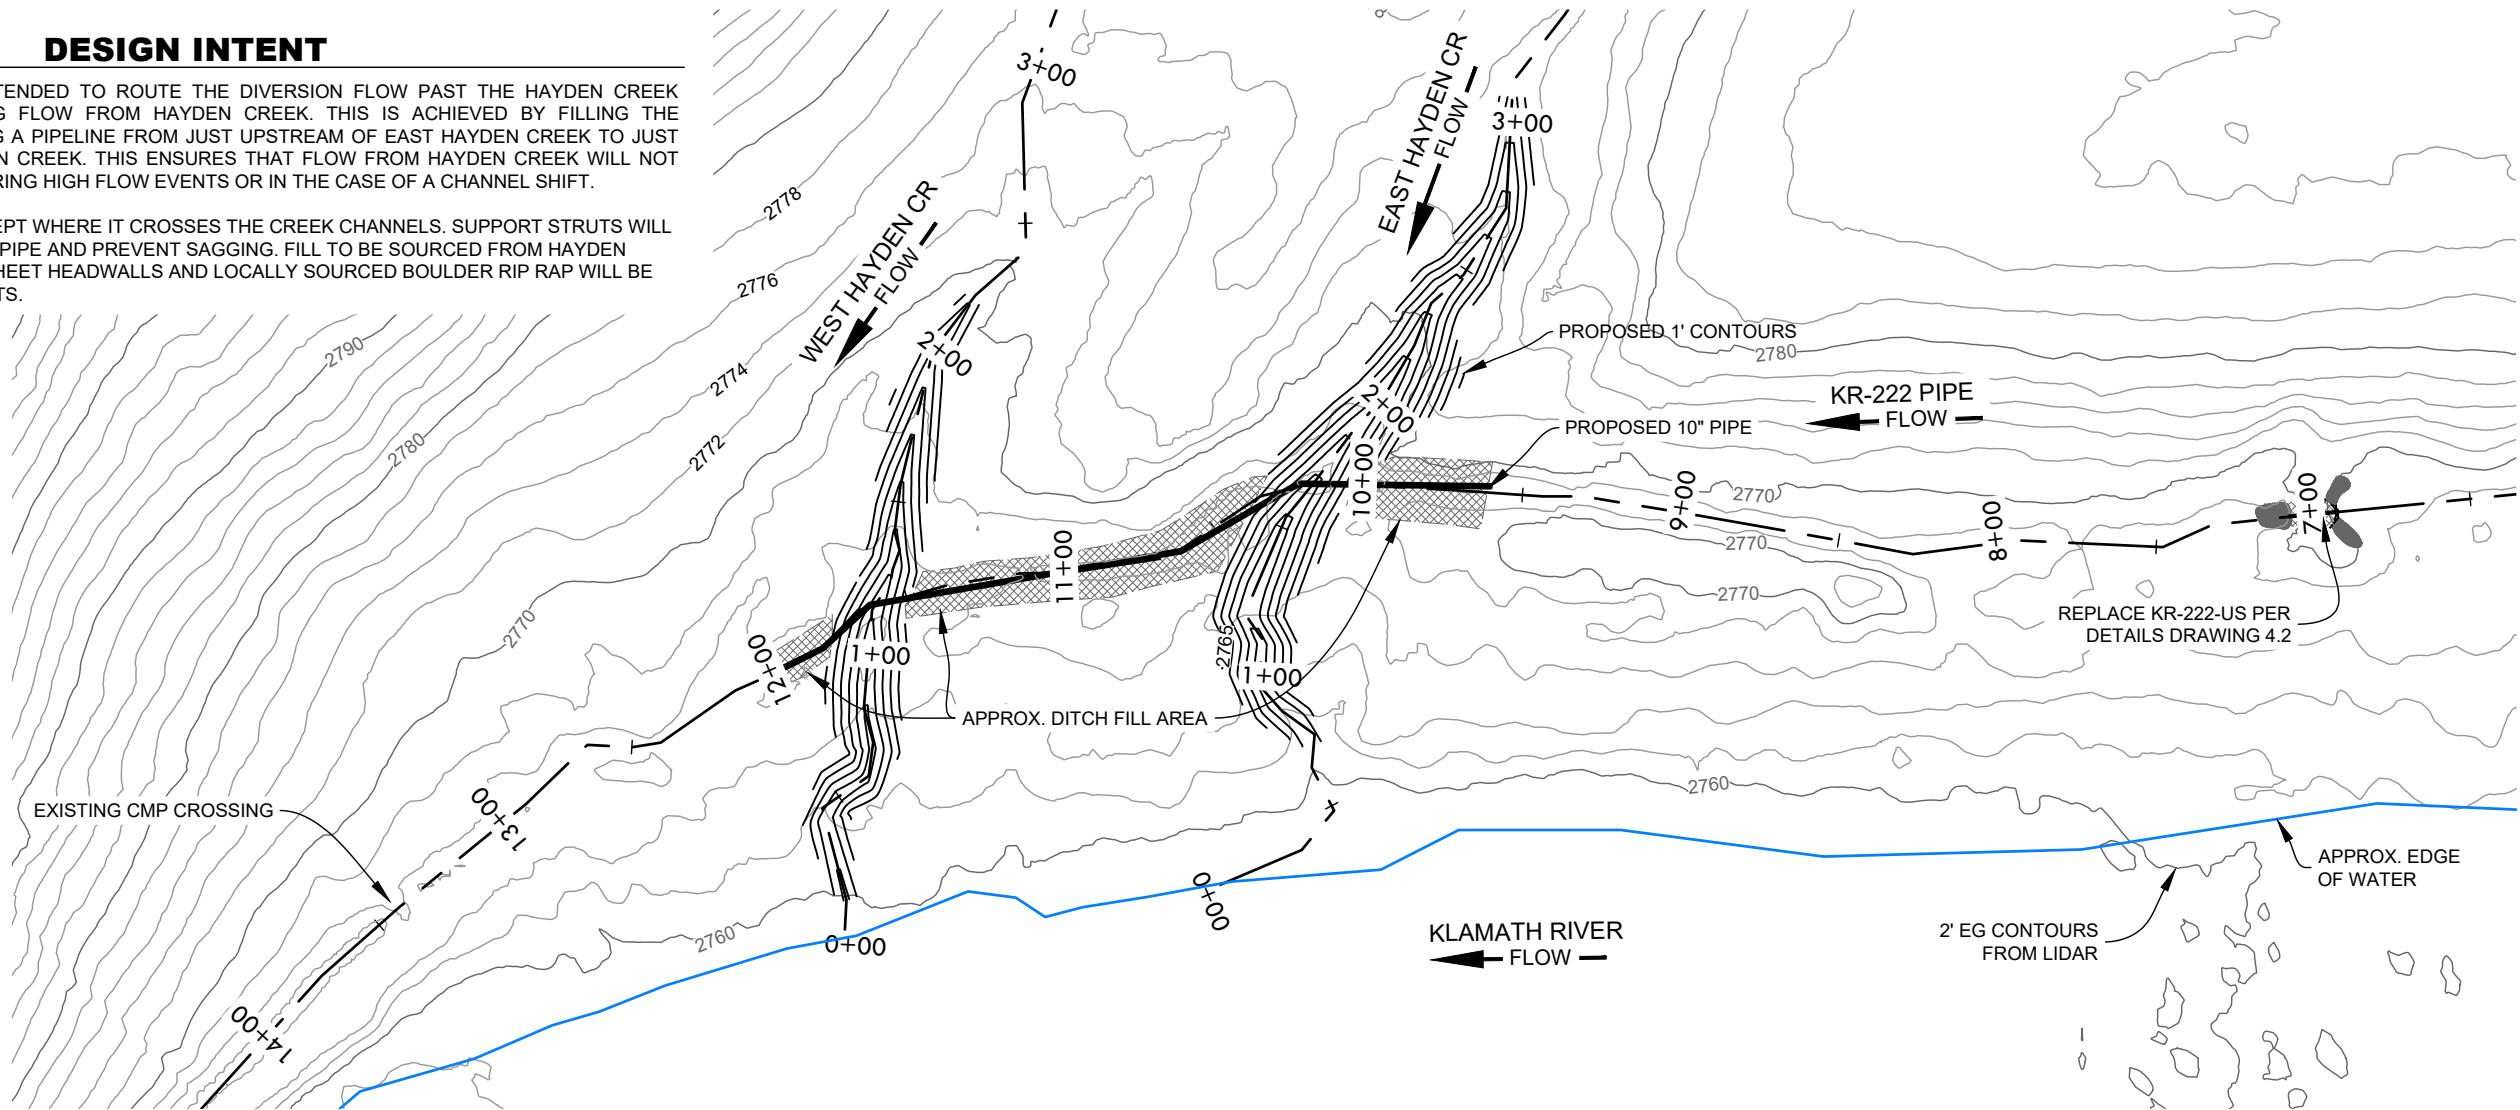 DESIGN INTENT
TENDED TO ROUTE THE DIVERSION FLOW PAST THE HAYDEN CREEK
G FLOW FROM HAYDEN CREEK. THIS IS ACHIEVED BY FILLING THE
G A PIPELINE FROM JUST UPSTREAM OF EAST HAYDEN CREEK TO JUST
N CREEK. THIS ENSURES THAT FLOW FROM HAYDEN CREEK WILL NOT
RING HIGH FLOW EVENTS OR IN THE CASE OF A CHANNEL SHIFT.
EPT WHERE IT CROSSES THE CREEK CHANNELS. SUPPORT STRUTS WILL
PIPE AND PREVENT SAGGING. FILL TO BE SOURCED FROM HAYDEN
HEET HEADWALLS AND LOCALLY SOURCED BOULDER RIP RAP WILL BE
TS.
3+00
EAST HAYDEN CR
FLOW
3+00
2778
WEST HAYDEN CR
FLOW
2776
2790
2+00
PROPOSED 1' CONTOURS
2780
2774
KR-222 PIPE
FLOW
2+00
PROPOSED 10" PIPE
2780
2772
10+00
9+00
2770
7+00
8+00
2770
11+00
2770
2770
REPLACE KR-222-US PER
DETAILS DRAWING 4.2
12+00
1+00
2765
1+00
APPROX. DITCH FILL AREA
2760
EXISTING CMP CROSSING
13+00
APPROX. EDGE
OF WATER
0+00
2760
0+00
KLAMATH RIVER
FLOW
2' EG CONTOURS
FROM LIDAR
14+00